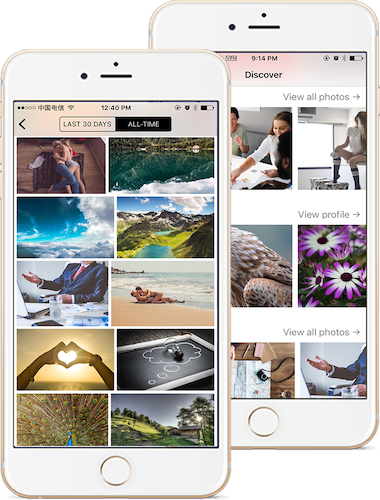 中国电信
12:40 PM
LAST 30 DAYS
ALL-TIME
VPN
9:14 PM
Discover
View all photos →
View profile →
View all photos →